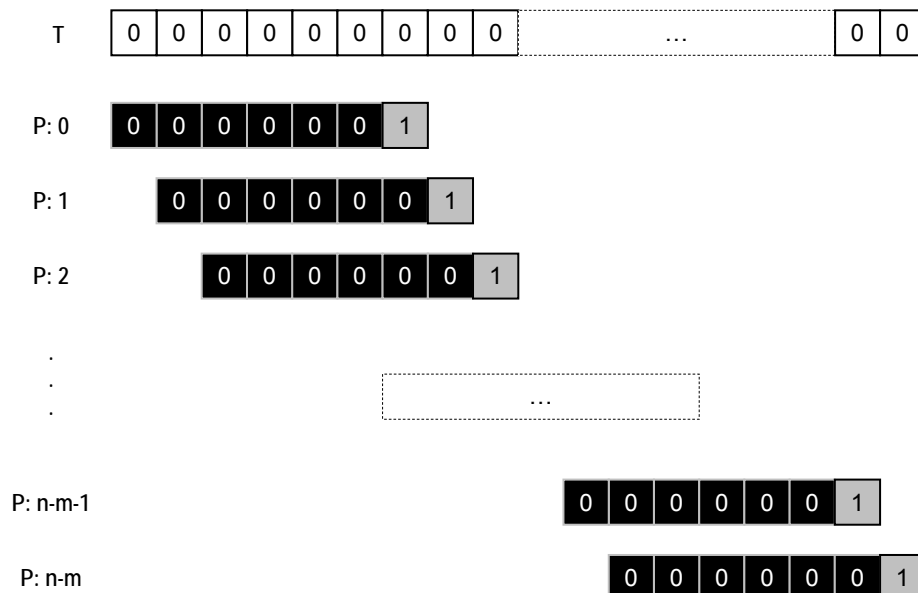 T 0 0 0 0 0 0 0 0 0 ... 0 0
P: 0 0 0 0 0 0 0 1
P: 1 0 0 0 0 0 0 1
P: 2 0 0 0 0 0 0 1
.
.
.
...
P: n-m-1 0 0 0 0 0 0 1
P: n-m 0 0 0 0 0 0 1